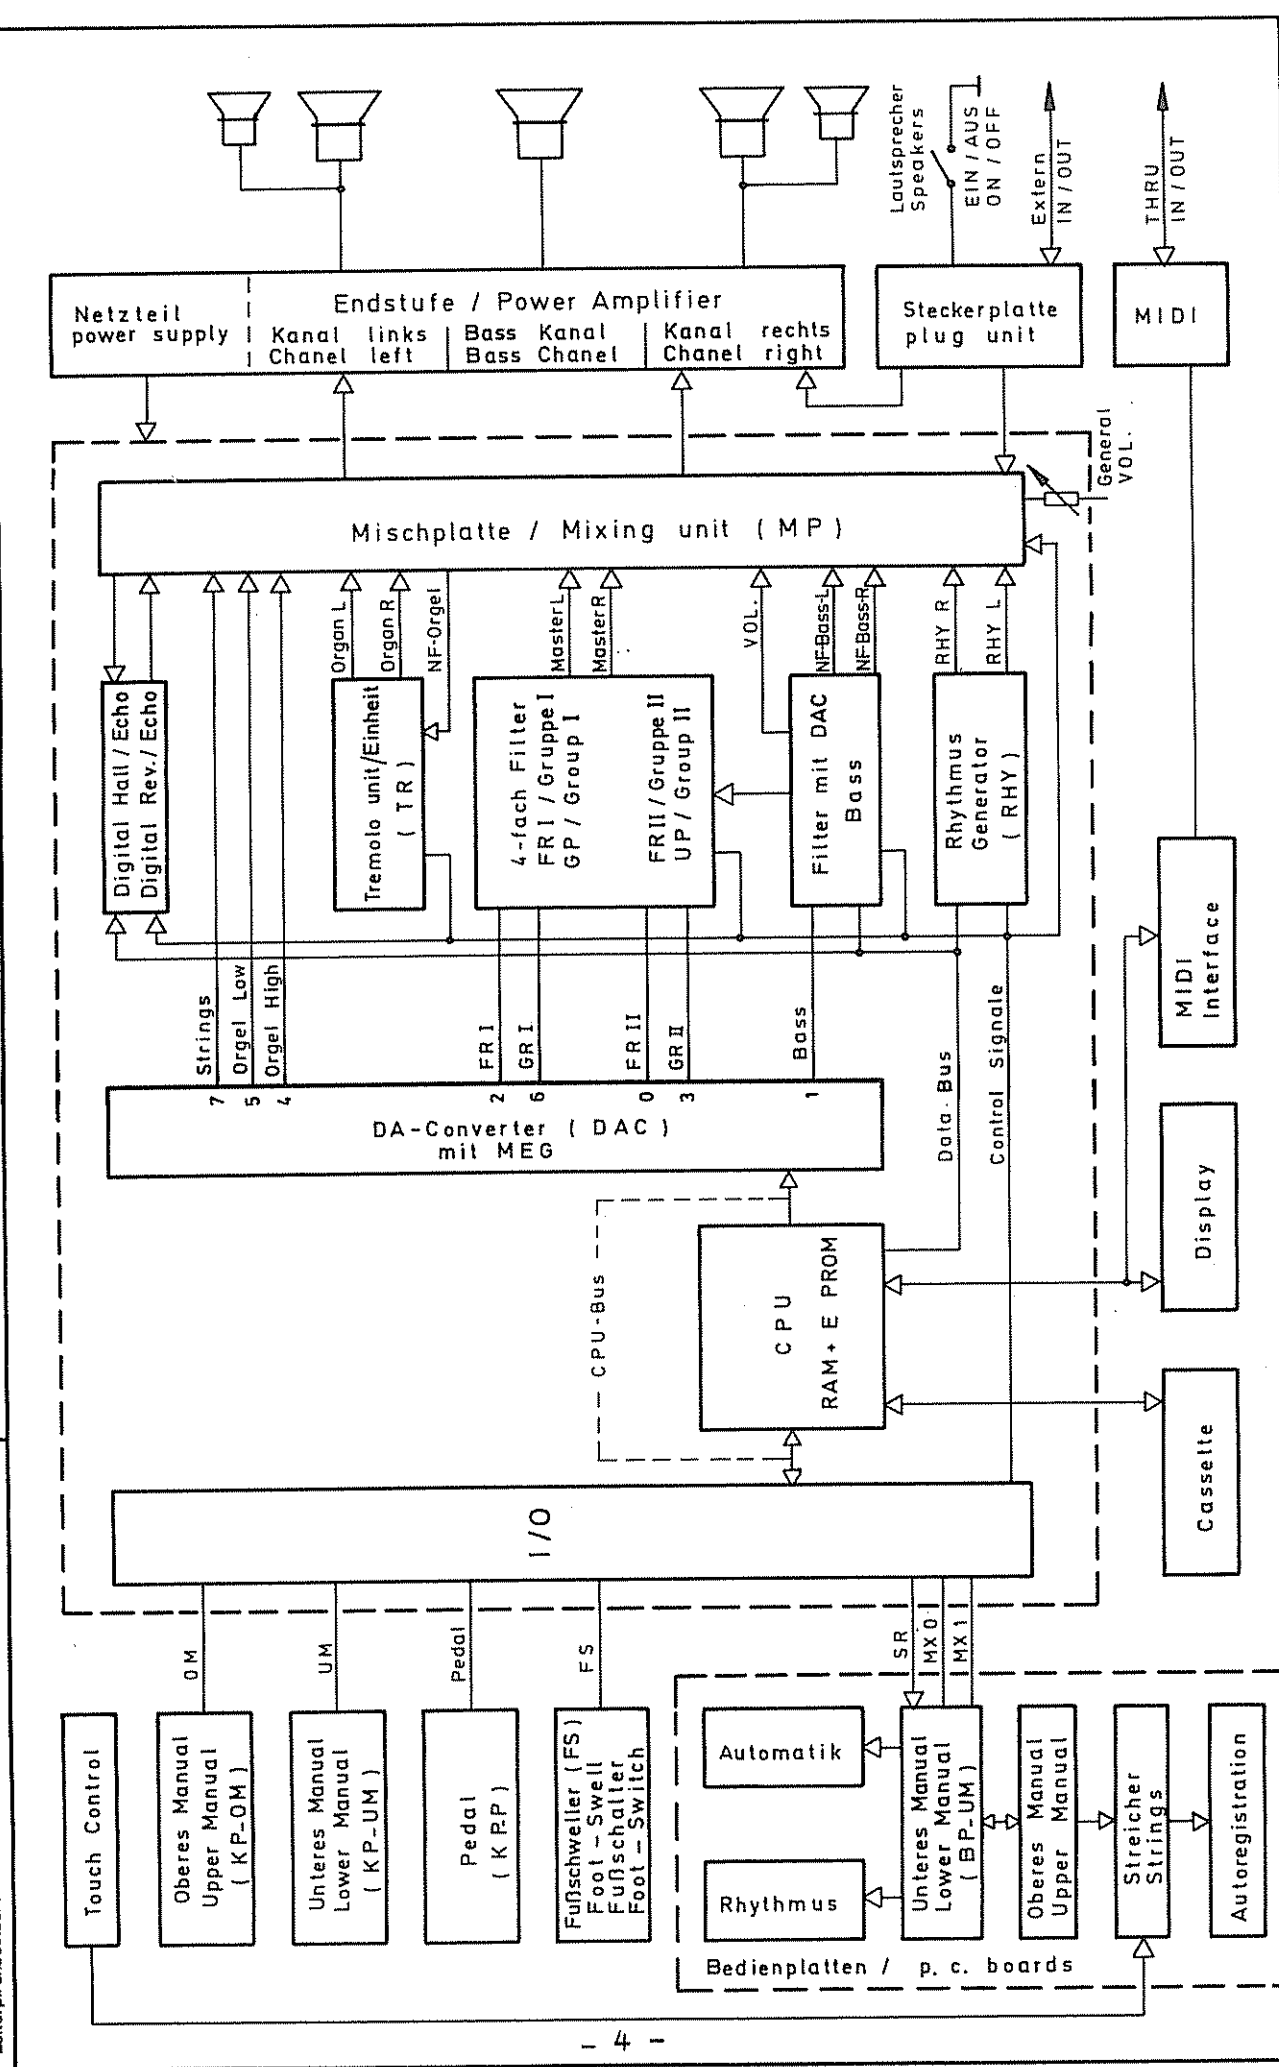 Lautsprecher
Speakers
EIN / AUS
ON / OFF
Extern
IN / OUT
THRU
IN / OUT
Netzteil
power supply
Endstufe / Power Amplifier
Kanal links
Chanel left
Bass Kanal
Bass Chanel
Kanal rechts
Chanel right
Steckerplatte
plug unit
MIDI
General
VOL.
Mischplatte / Mixing unit ( MP )
Organ L
Organ R
NF-Orgel
Master L
Master R
VOL.
NF-Bass-L
NF-Bass-R
RHY R
RHY L
Digital Hall / Echo
Digital Rev. / Echo
Tremolo unit/Einheit
( TR )
4-fach Filter
FR I / Gruppe I
GP / Group I
FR II / Gruppe II
UP / Group II
Filter mit DAC
Bass
Rhythmus
Generator
( RHY )
MIDI
Interface
Strings
Orgel Low
Orgel High
FR I
GR I
FR II
GR II
Bass
Data-Bus
Control Signale
7
5
4
2
6
0
3
1
DA-Converter ( DAC )
mit MEG
Display
CPU-Bus
CPU
RAM + E PROM
Cassette
I/O
OM
UM
Pedal
FS
SR
MX 0
MX 1
Touch Control
Oberes Manual
Upper Manual
( KP-OM )
Unteres Manual
Lower Manual
( KP-UM )
Pedal
( KP-P )
Fußschweller (FS)
Foot-Swell
Fußschalter
Foot-Switch
Automatik
Rhythmus
Unteres Manual
Lower Manual
( BP-UM )
Oberes Manual
Upper Manual
Streicher
Strings
Autoregistration
Bedienplatten / p. c. boards
- 4 -